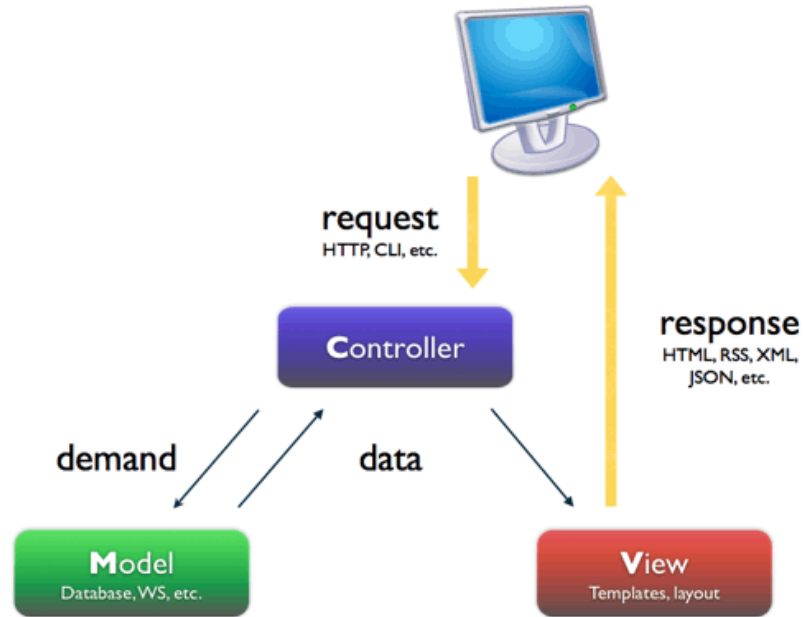 request
HTTP, CLI, etc.
Controller
response
HTML, RSS, XML,
JSON, etc.
demand
data
Model
Database, WS, etc.
View
Templates, layout